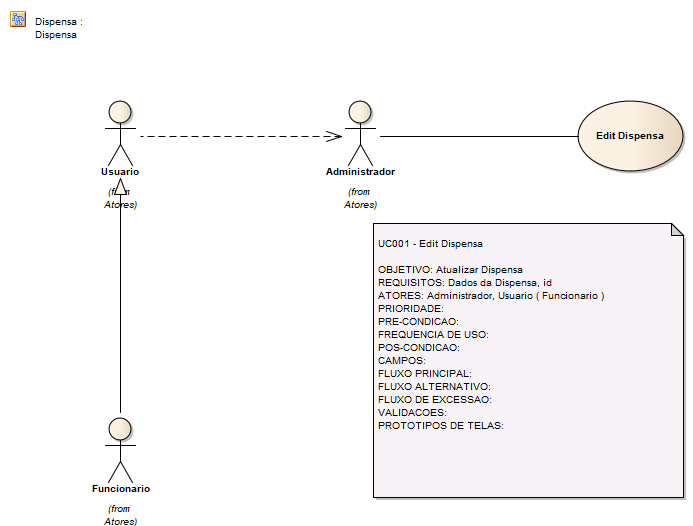 Dispensa :
Dispensa
Usuario
(from
Atores)
Administrador
(from
Atores)
Edit Dispensa
UC001 - Edit Dispensa
OBJETIVO: Atualizar Dispensa
REQUISITOS: Dados da Dispensa, id
ATORES: Administrador, Usuario ( Funcionario )
PRIORIDADE:
PRE-CONDICAO:
FREQUENCIA DE USO:
POS-CONDICAO:
CAMPOS:
FLUXO PRINCIPAL:
FLUXO ALTERNATIVO:
FLUXO DE EXCESSAO:
VALIDACOES:
PROTOTIPOS DE TELAS:
Funcionario
(from
Atores)